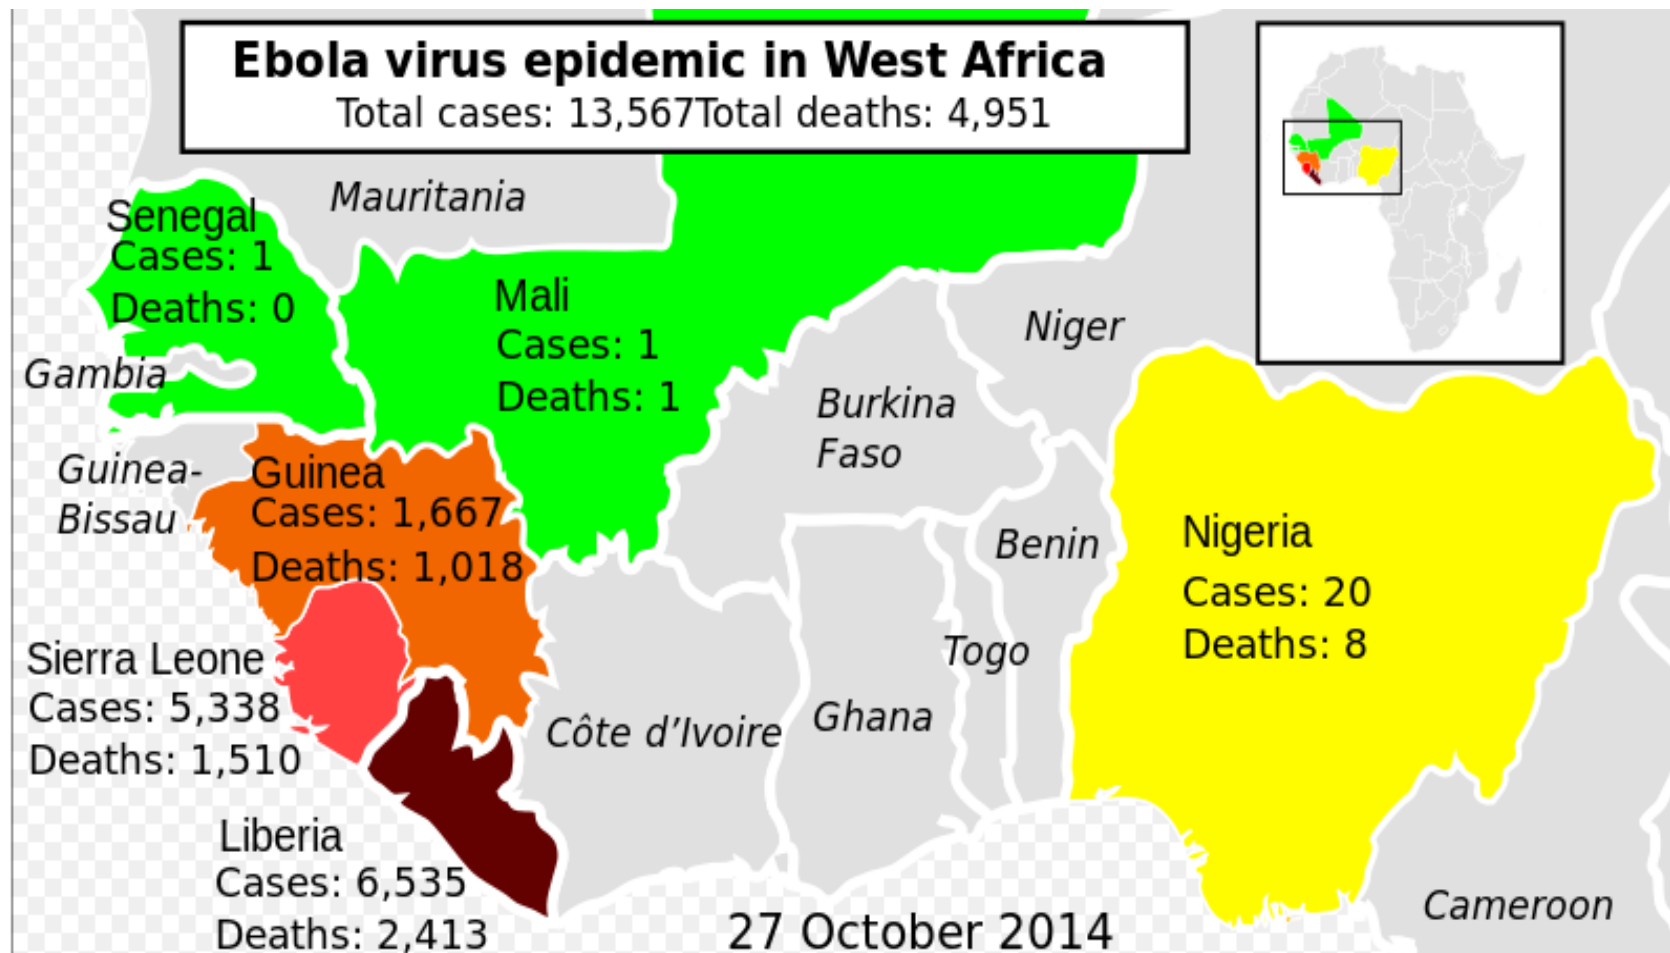 Ebola virus epidemic in West Africa
Total cases: 13,567Total deaths: 4,951
Mauritania
Senegal
Cases: 1
Deaths: 0
Mali
Cases: 1
Deaths: 1
Niger
Gambia
Burkina
Faso
Guinea-
Bissau
Guinea
Cases: 1,667
Deaths: 1,018
Benin
Nigeria
Cases: 20
Deaths: 8
Togo
Sierra Leone
Cases: 5,338
Deaths: 1,510
Côte d’Ivoire
Ghana
Liberia
Cases: 6,535
Deaths: 2,413
27 October 2014
Cameroon